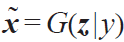 x̃ = G(z|y)